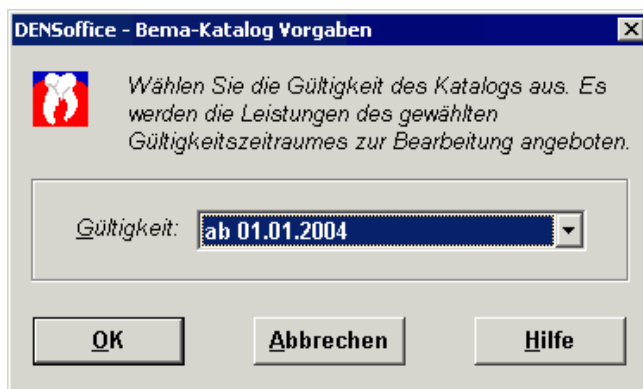 DENSoffice - Bema-Katalog Vorgaben
Wählen Sie die Gültigkeit des Katalogs aus. Es
werden die Leistungen des gewählten
Gültigkeitszeitraumes zur Bearbeitung angeboten.
Gültigkeit: ab 01.01.2004
OK Abbrechen Hilfe